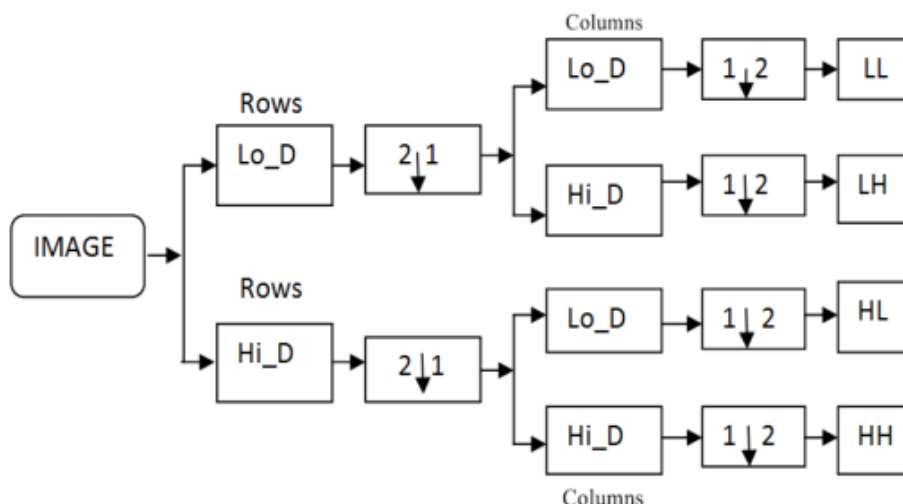 Columns
Lo_D 1 2 LL
Rows
Lo_D 2 1
Hi_D 1 2 LH
IMAGE
Rows
Hi_D 2 1
Lo_D 1 2 HL
Hi_D 1 2 HH
Columns